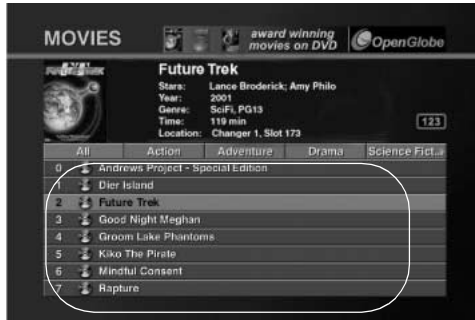 MOVIES
award winning
movies on DVD
OpenGlobe
Future Trek
Stars: Lance Broderick; Amy Philo
Year: 2001
Genre: SciFi, PG13
Time: 119 min
Location: Changer 1, Slot 173
123
All Action Adventure Drama Science Fict..
0 Andrews Project - Special Edition
1 Dier Island
2 Future Trek
3 Good Night Meghan
4 Groom Lake Phantoms
5 Kiko The Pirate
6 Mindful Consent
7 Rapture